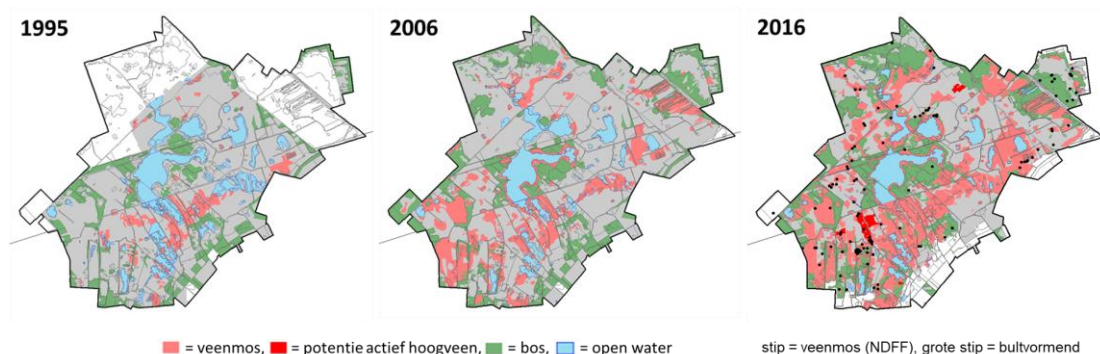 1995
2006
2016
= veenmos, = potentie actief hoogveen, = bos, = open water
stip = veenmos (NDFF), grote stip = bultvormend